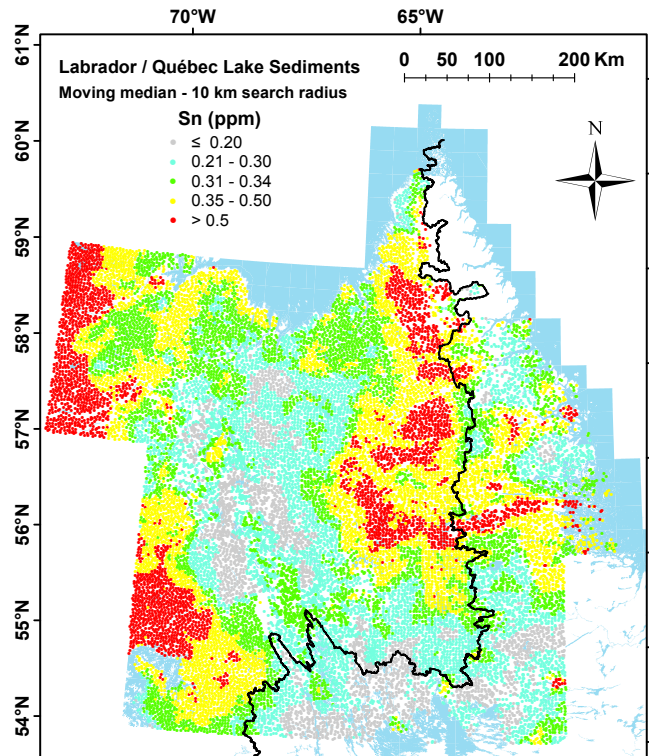 70°W 65°W
61°N
Labrador / Québec Lake Sediments
Moving median - 10 km search radius
0 50 100 200 Km
Sn (ppm)
≤ 0.20
0.21 - 0.30
0.31 - 0.34
0.35 - 0.50
> 0.5
N
60°N
59°N
58°N
57°N
56°N
55°N
54°N